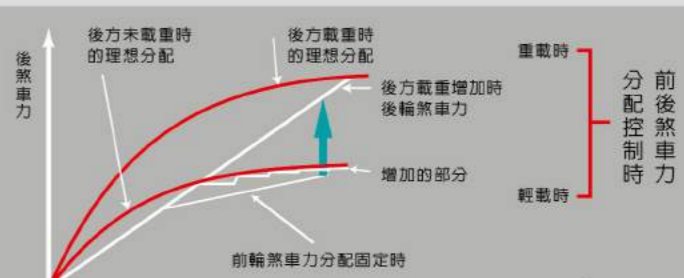 後煞車力
後方未載重時
的理想分配
後方載重時
的理想分配
後方載重增加時
後輪煞車力
增加的部分
前輪煞車力分配固定時
重載時
輕載時
前後煞車力
分配控制時